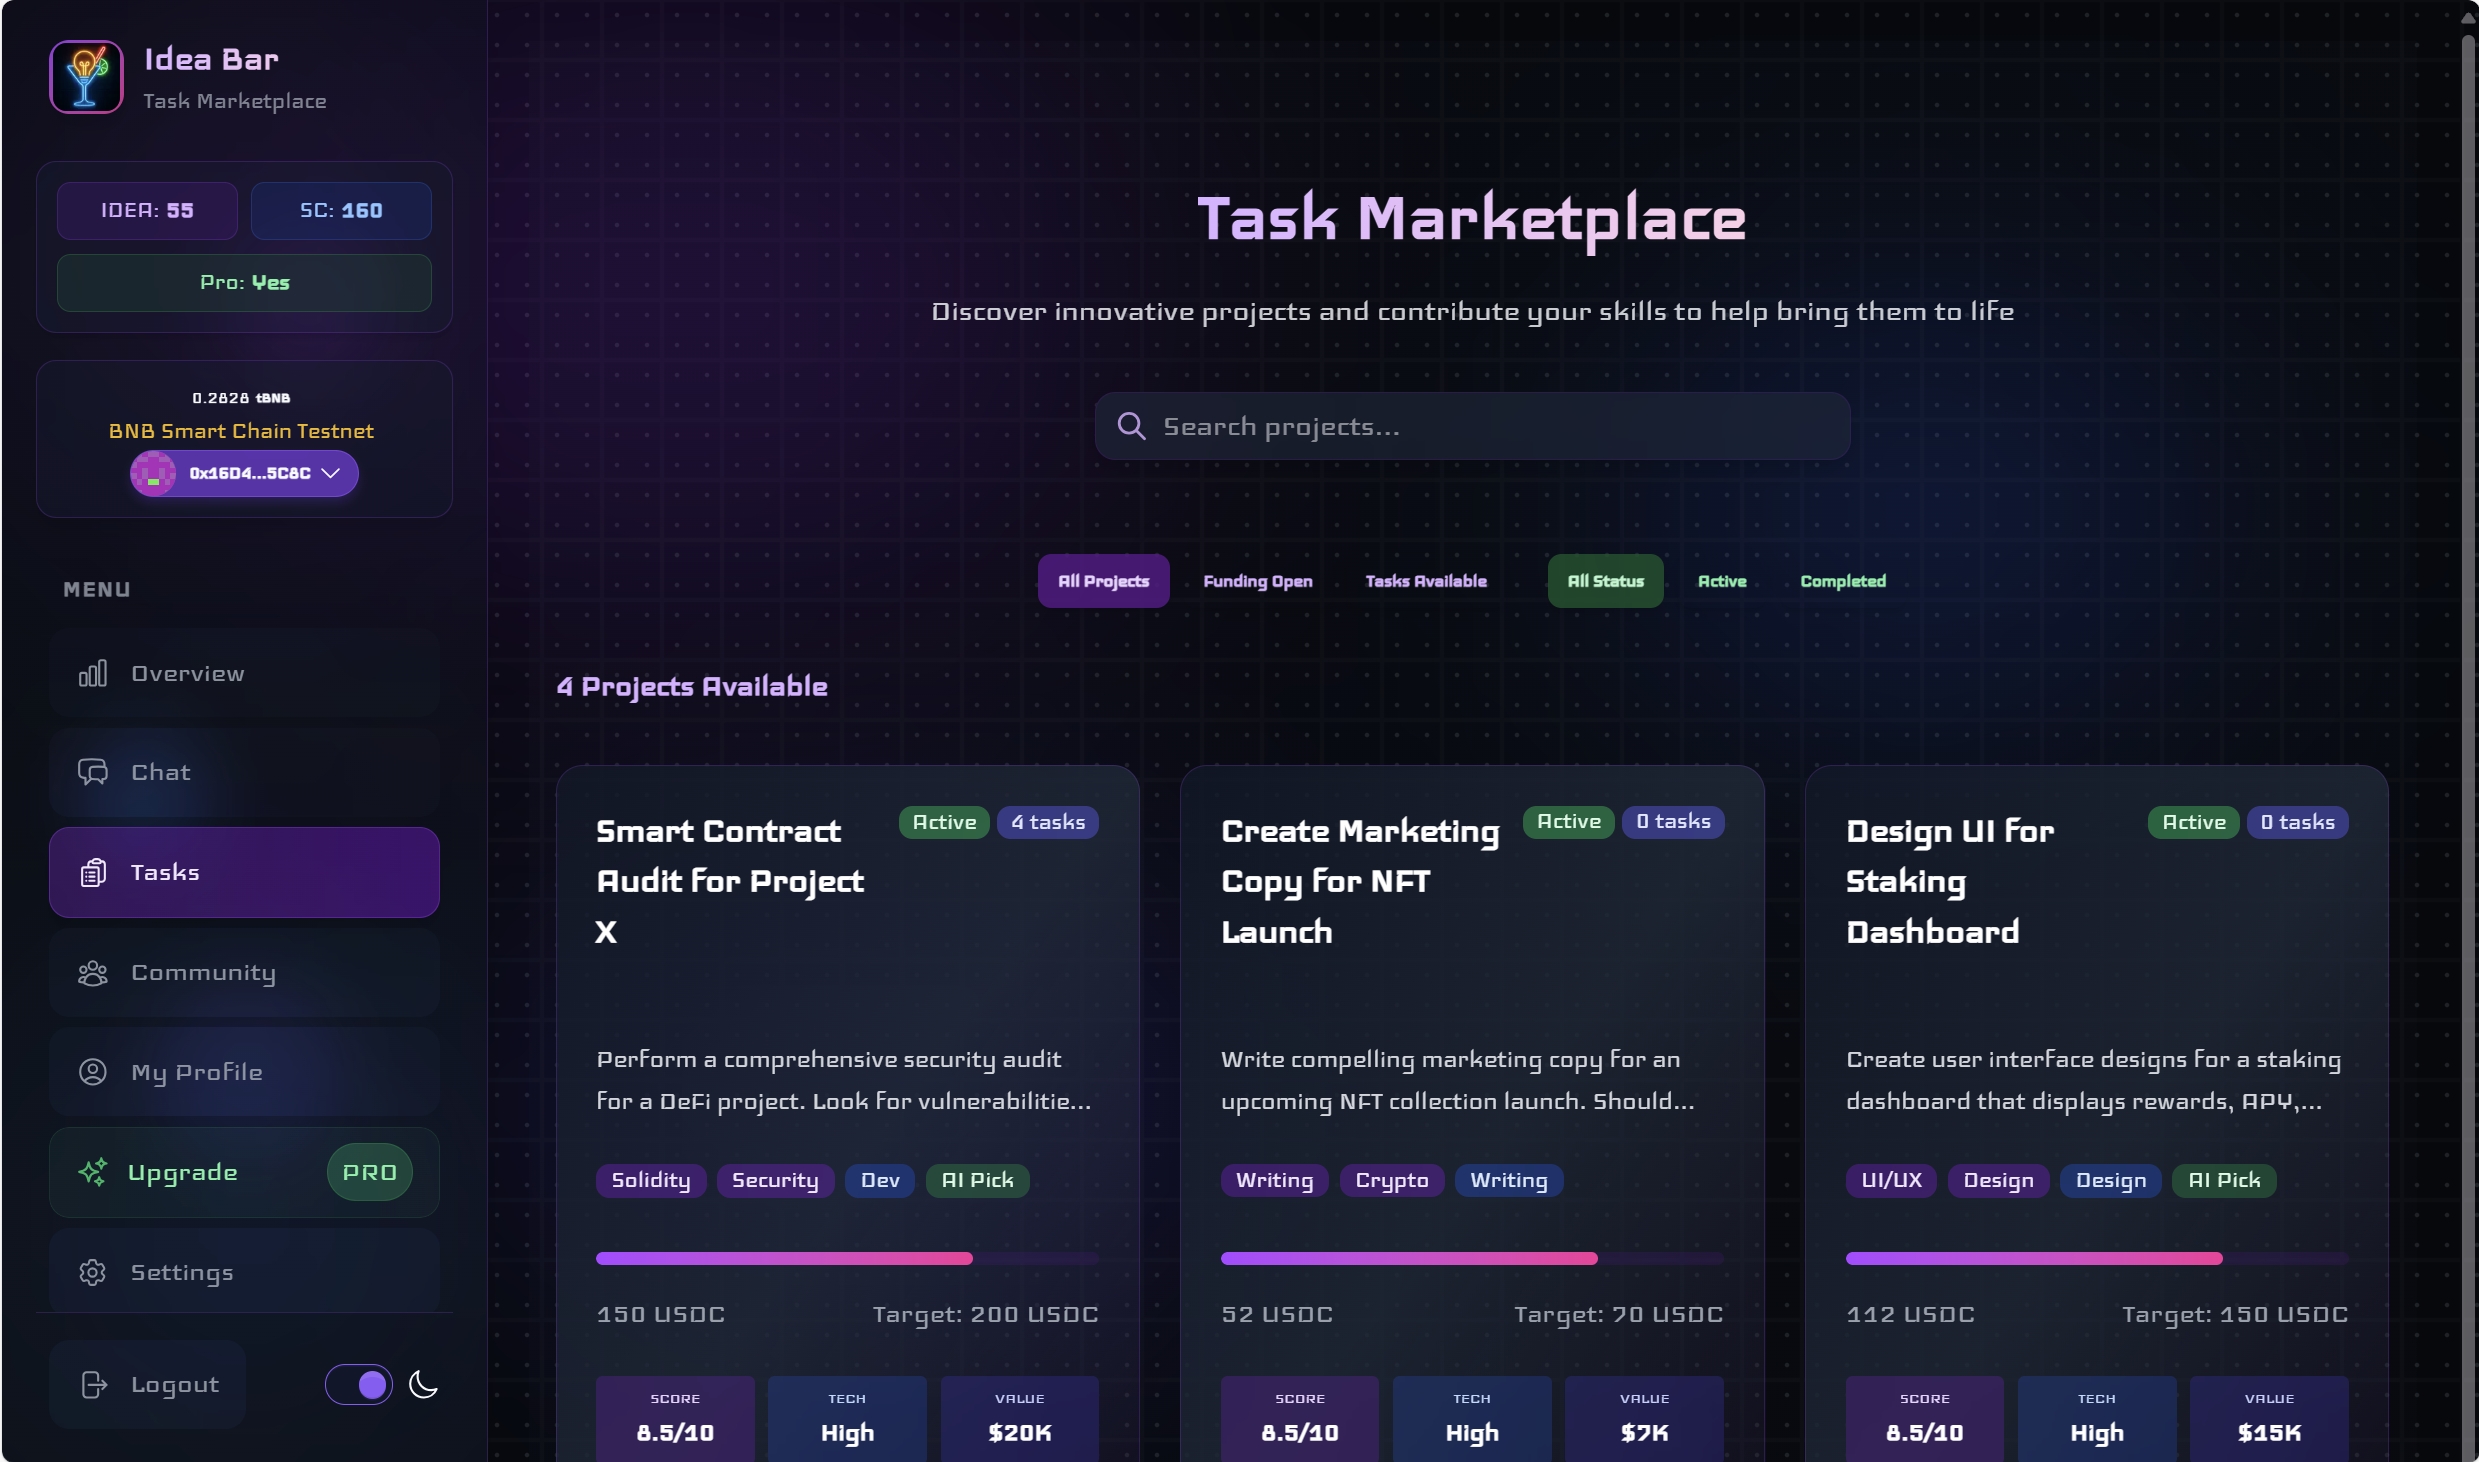 Idea Bar
Task Marketplace
IDEA: 55
SC: 160
Pro: Yes
0.2828 tBNB
BNB Smart Chain Testnet
0x16D4...5C8C
MENU
Overview
Chat
Tasks
Community
My Profile
Upgrade PRO
Settings
Logout
Task Marketplace
Discover innovative projects and contribute your skills to help bring them to life
Search projects...
All Projects Funding Open Tasks Available All Status Active Completed
4 Projects Available
Smart Contract
Audit for Project
X
Active 4 tasks
Perform a comprehensive security audit
for a DeFi project. Look for vulnerabilitie...
Solidity Security Dev AI Pick
150 USDC Target: 200 USDC
SCORE TECH VALUE
8.5/10 High $20K
Create Marketing
Copy for NFT
Launch
Active 0 tasks
Write compelling marketing copy for an
upcoming NFT collection launch. Should...
Writing Crypto Writing
52 USDC Target: 70 USDC
SCORE TECH VALUE
8.5/10 High $7K
Design UI for
Staking
Dashboard
Active 0 tasks
Create user interface designs for a staking
dashboard that displays rewards, APY,...
UI/UX Design Design AI Pick
112 USDC Target: 150 USDC
SCORE TECH VALUE
8.5/10 High $15K